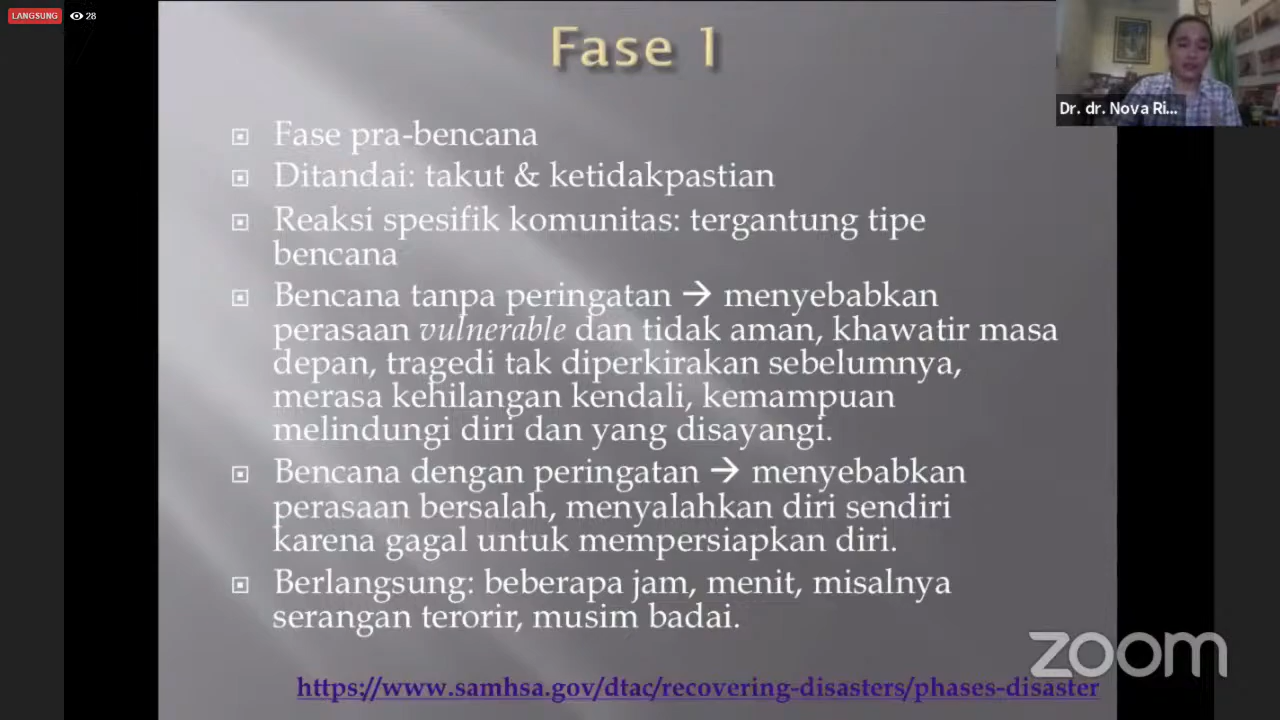 LANGSUNG 28
Fase 1
Dr. dr. Nova Ri...
Fase pra-bencana
Ditandai: takut & ketidakpastian
Reaksi spesifik komunitas: tergantung tipe
bencana
Bencana tanpa peringatan → menyebabkan
perasaan vulnerable dan tidak aman, khawatir masa
depan, tragedi tak diperkirakan sebelumnya,
merasa kehilangan kendali, kemampuan
melindungi diri dan yang disayangi.
Bencana dengan peringatan → menyebabkan
perasaan bersalah, menyalahkan diri sendiri
karena gagal untuk mempersiapkan diri.
Berlangsung: beberapa jam, menit, misalnya
serangan terorir, musim badai.
zoom
https://www.samhsa.gov/dtac/recovering-disasters/phases-disaster